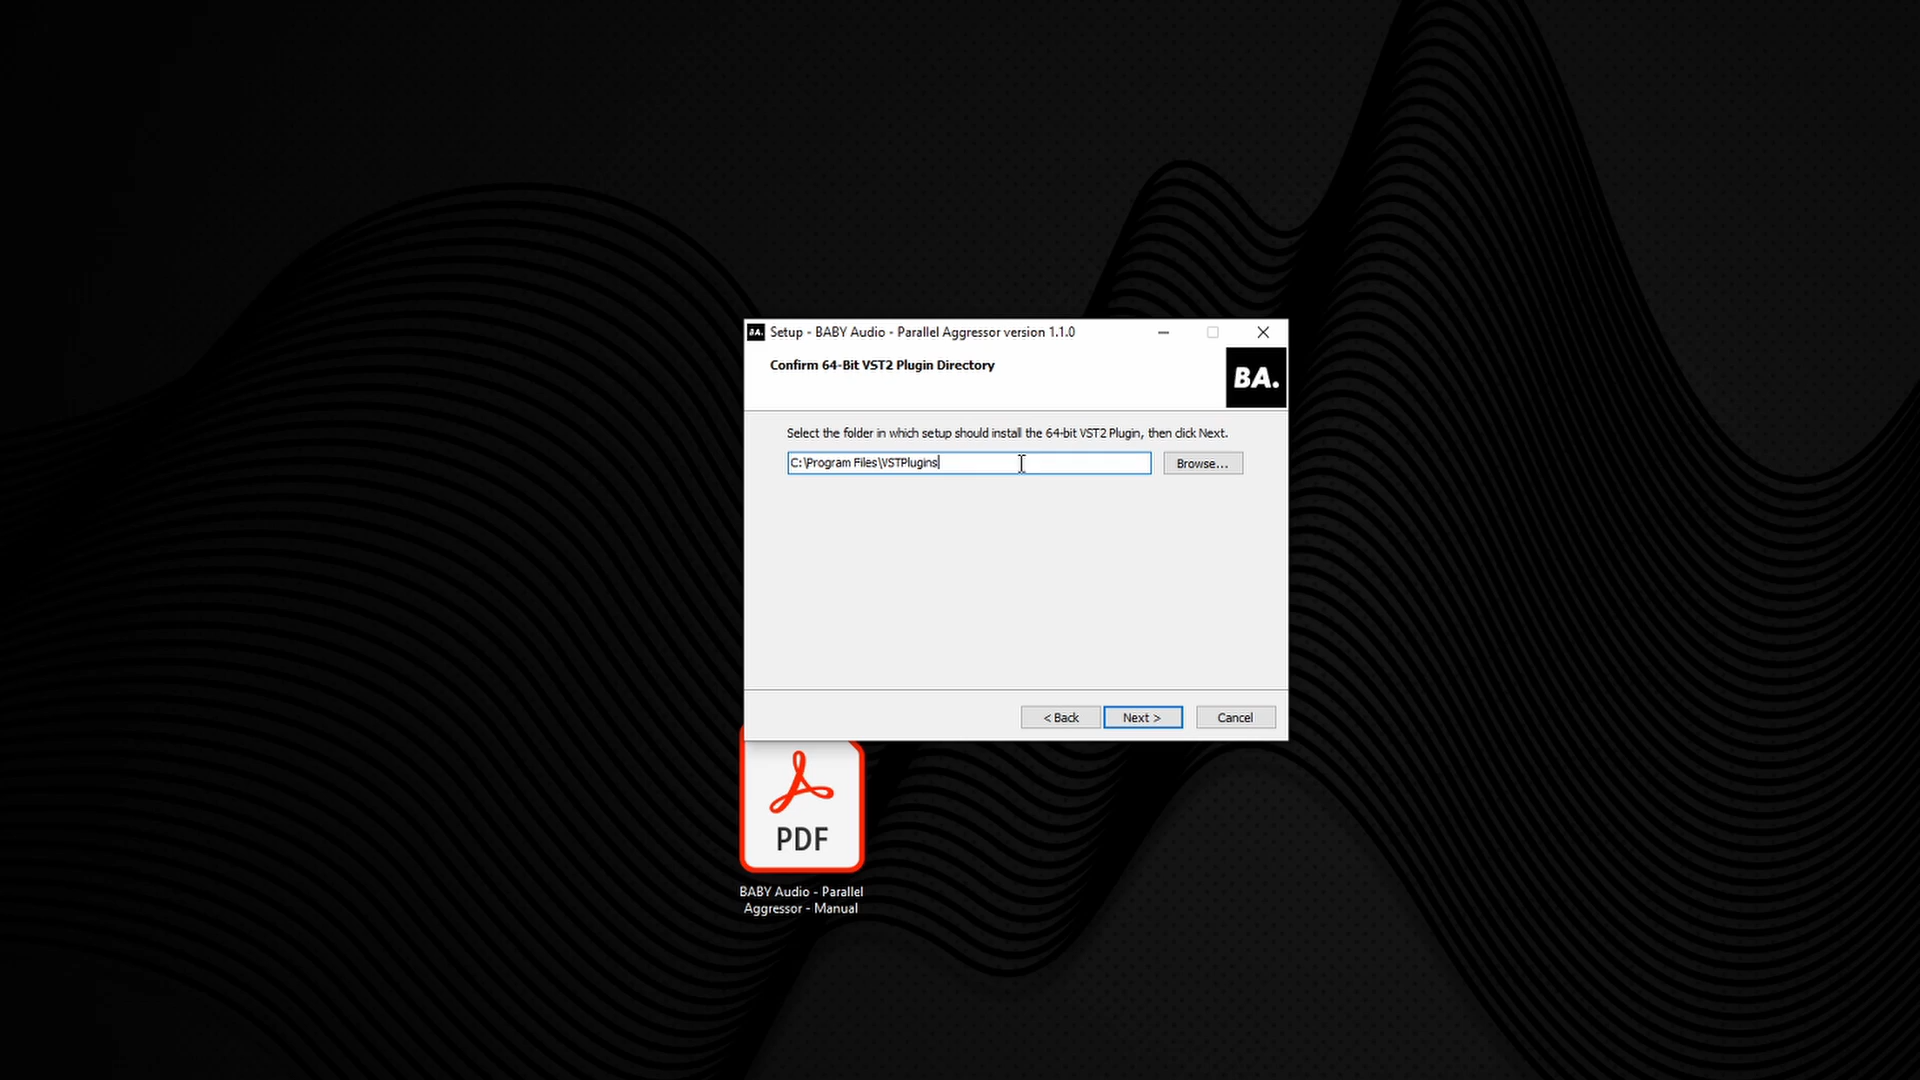 BA. Setup - BABY Audio - Parallel Aggressor version 1.1.0
Confirm 64-Bit VST2 Plugin Directory
BA.
Select the folder in which setup should install the 64-bit VST2 Plugin, then click Next.
C:\Program Files\VSTPlugins
Browse...
< Back
Next >
Cancel
PDF
BABY Audio - Parallel
Aggressor - Manual